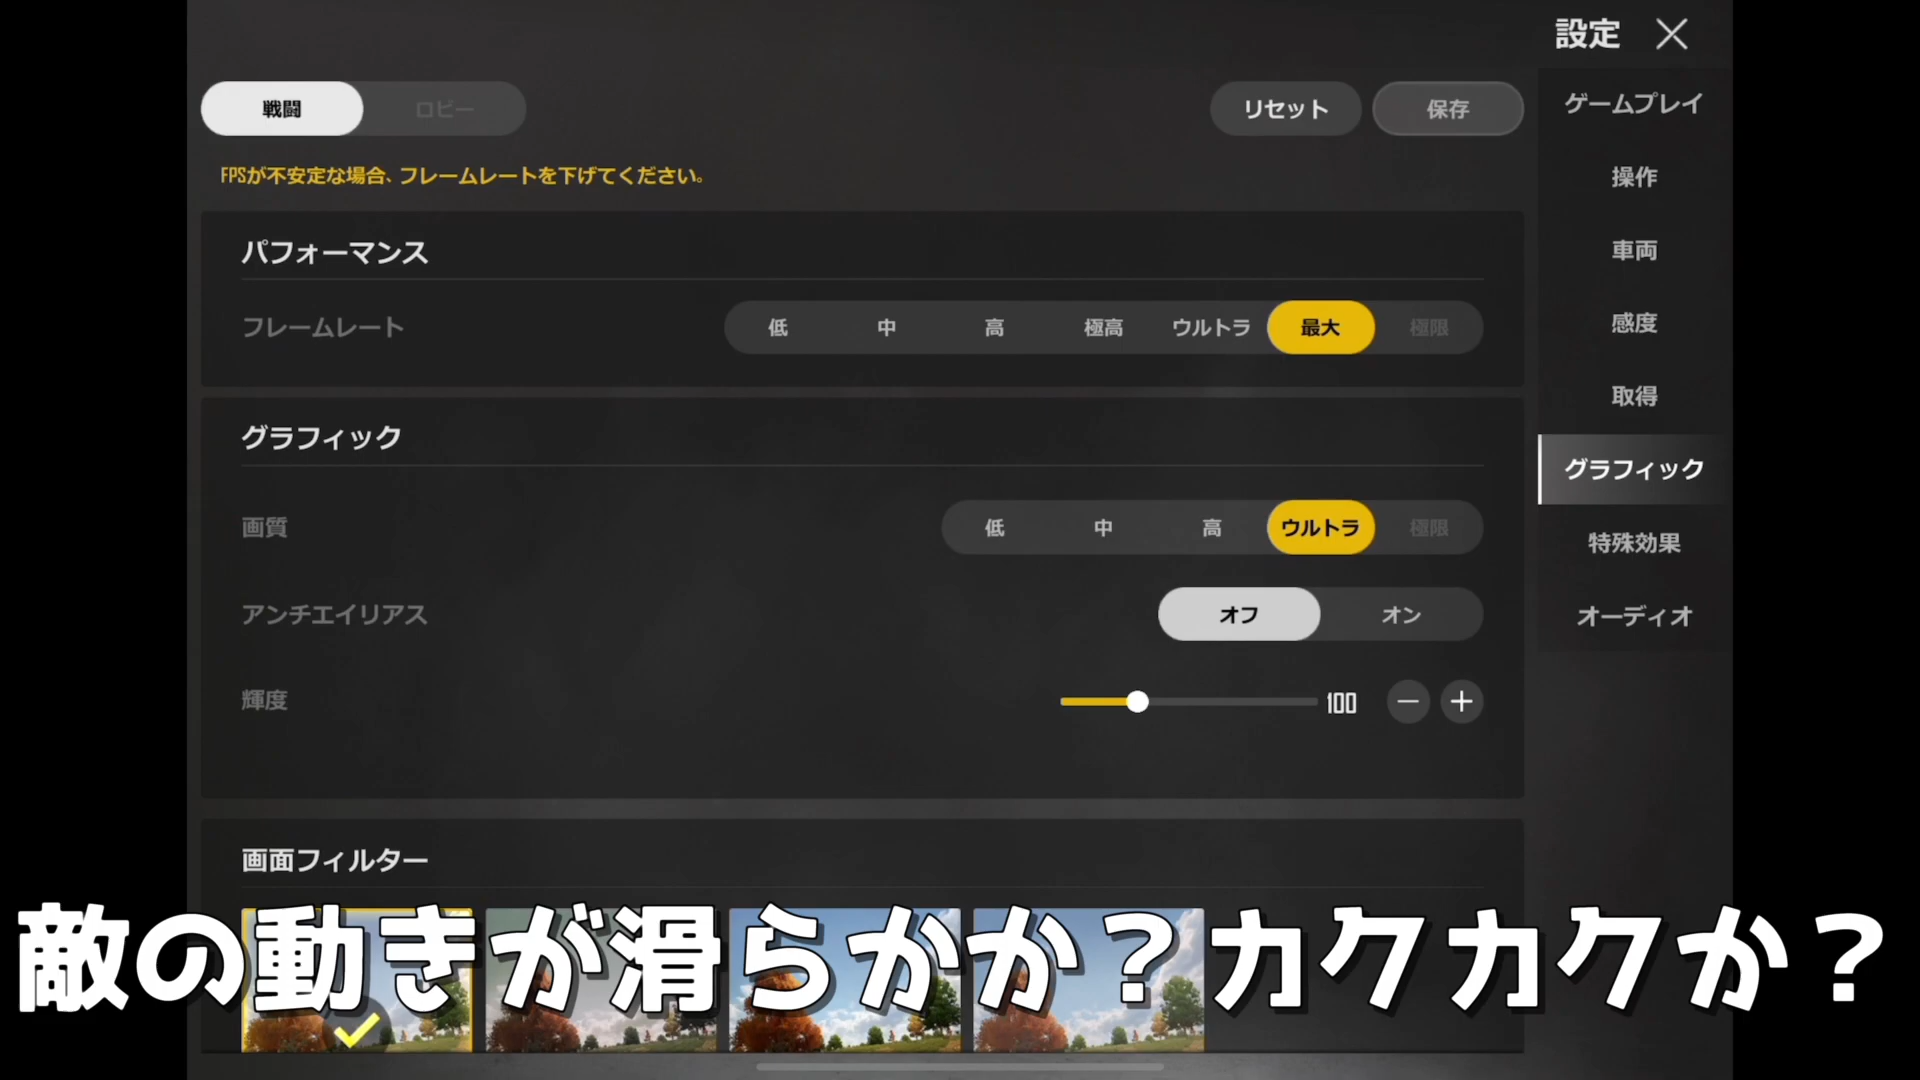 設定
戦闘
ロビー
リセット
保存
FPSが不安定な場合、フレームレートを下げてください。
パフォーマンス
フレームレート
低 中 高 極高 ウルトラ 最大 極限
グラフィック
画質
低 中 高 ウルトラ 極限
アンチエイリアス
オフ オン
輝度
100
画面フィルター
ゲームプレイ
操作
車両
感度
取得
グラフィック
特殊効果
オーディオ
敵の動きが滑らかか？カクカクか？